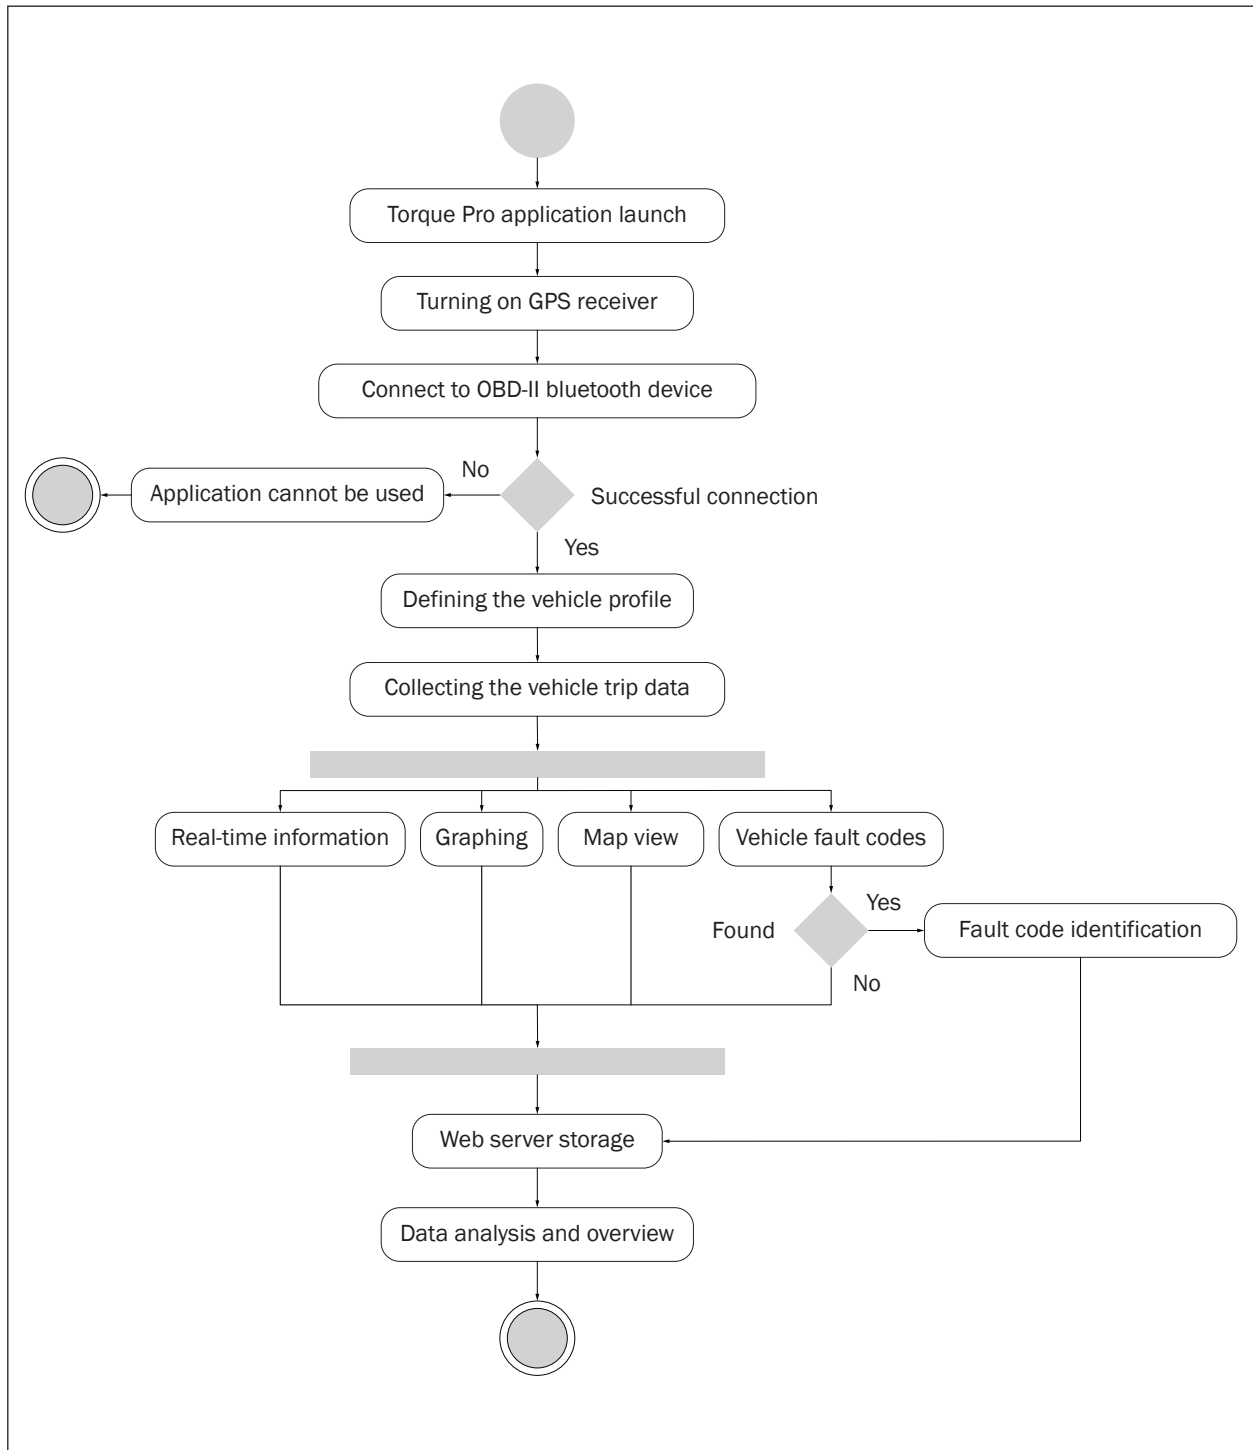 Torque Pro application launch
Turning on GPS receiver
Connect to OBD-II bluetooth device
No
Application cannot be used
Successful connection
Yes
Defining the vehicle profile
Collecting the vehicle trip data
Real-time information
Graphing
Map view
Vehicle fault codes
Yes
Found
Fault code identification
No
Web server storage
Data analysis and overview